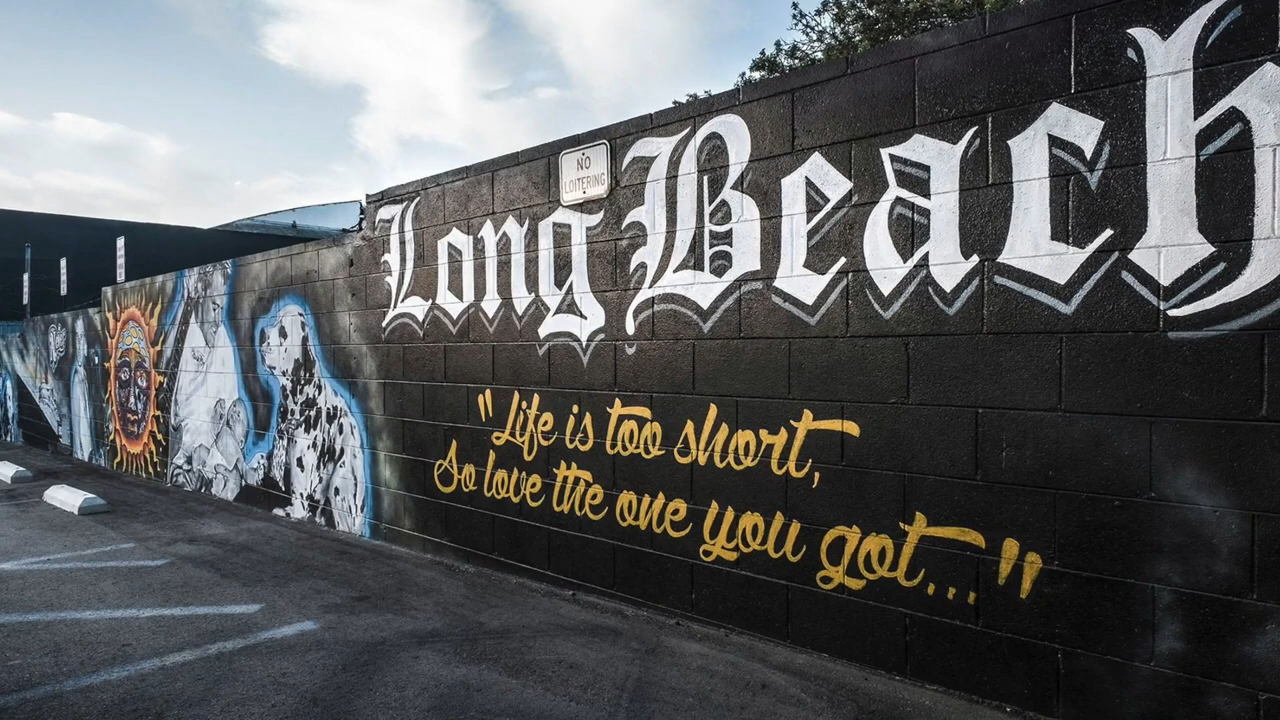 NO
LOITERING
Long Beach
"Life is too short,
So love the one you got..."